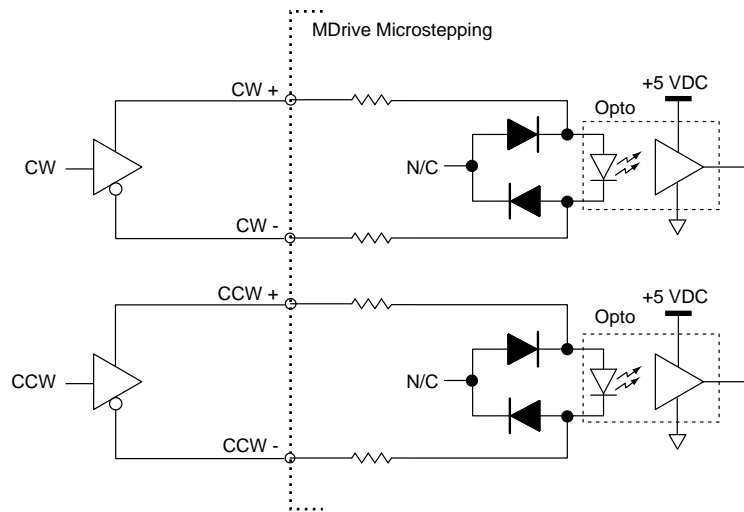 MDrive Microstepping
CW +
+5 VDC
Opto
CW
N/C
CW -
CCW +
+5 VDC
Opto
CCW
N/C
CCW -